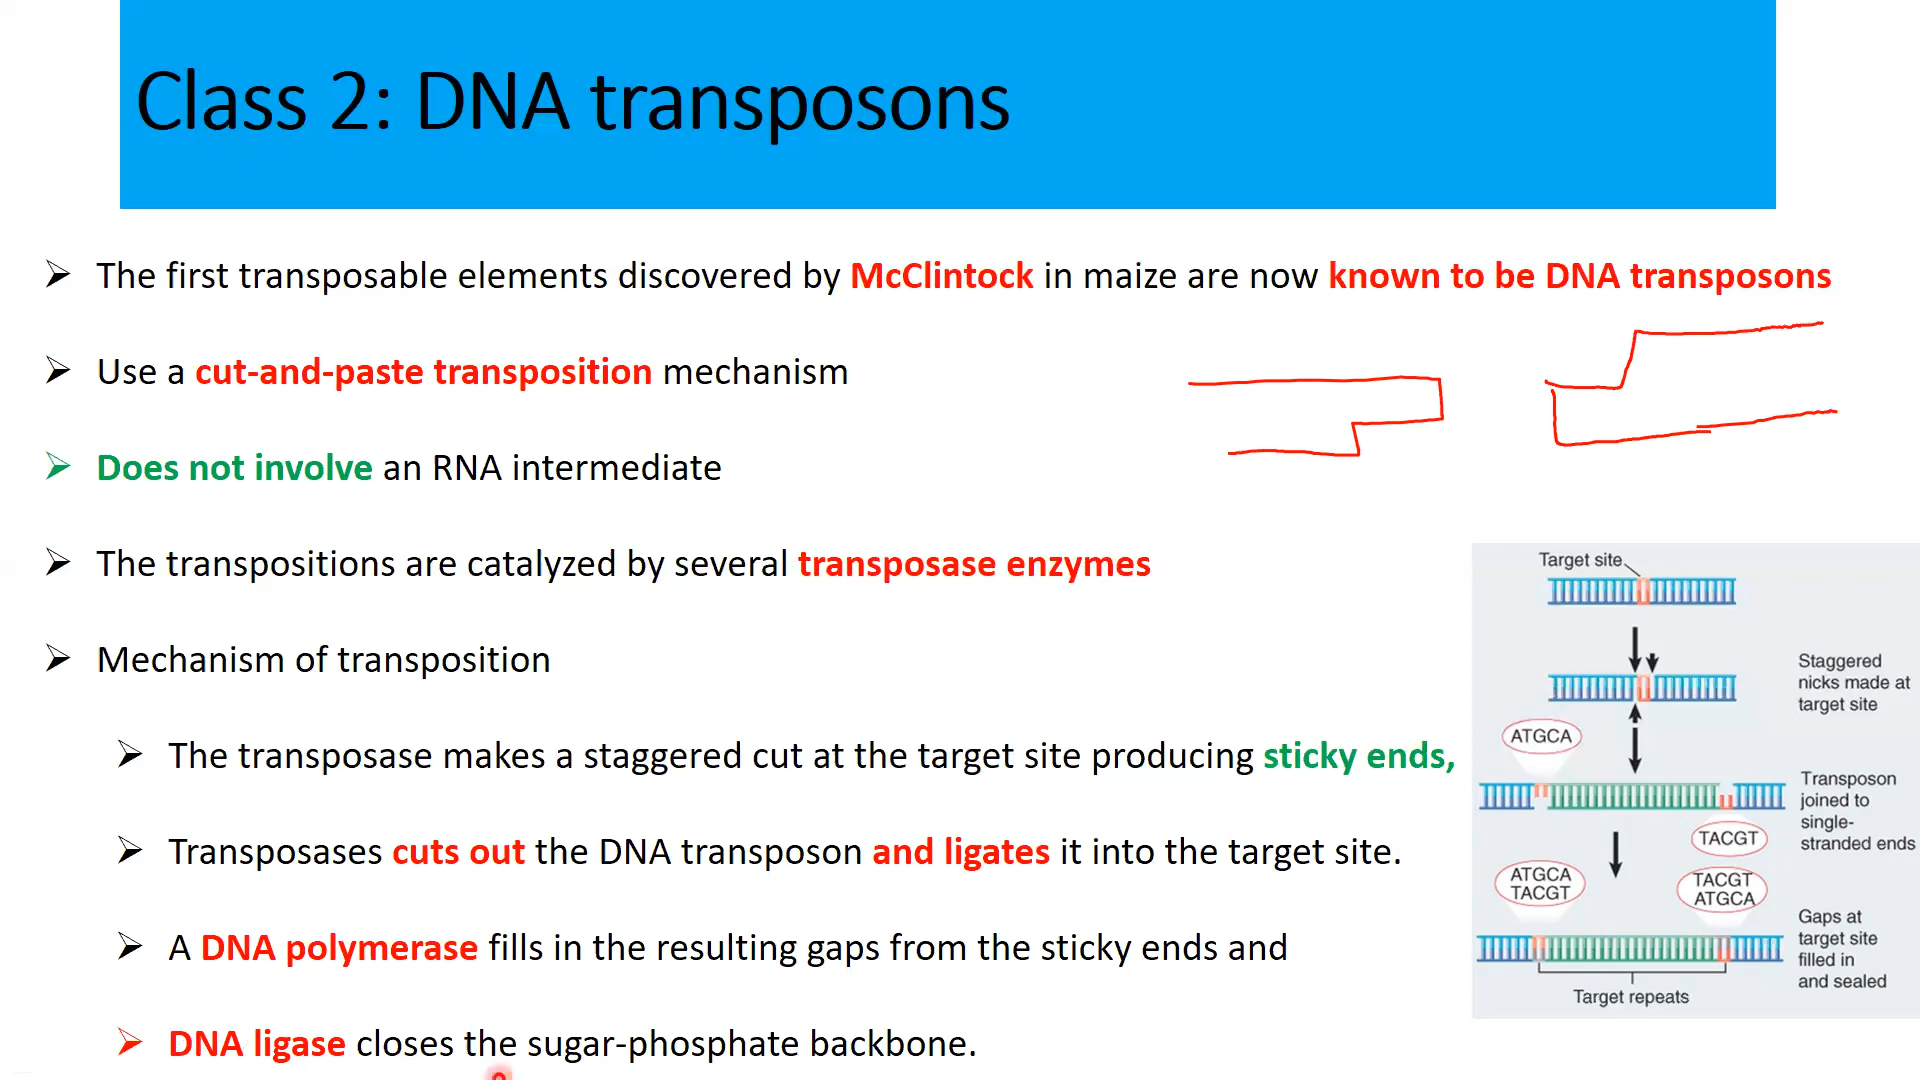 Class 2: DNA transposons
The first transposable elements discovered by McClintock in maize are now known to be DNA transposons
Use a cut-and-paste transposition mechanism
Does not involve an RNA intermediate
The transpositions are catalyzed by several transposase enzymes
Mechanism of transposition
The transposase makes a staggered cut at the target site producing sticky ends,
Transposases cuts out the DNA transposon and ligates it into the target site.
A DNA polymerase fills in the resulting gaps from the sticky ends and
DNA ligase closes the sugar-phosphate backbone.
Target site
Staggered
nicks made at
target site
ATGCA
Transposon
joined to
single-
stranded ends
TACGT
ATGCA
TACGT
TACGT
ATGCA
Gaps at
target site
filled in
and sealed
Target repeats